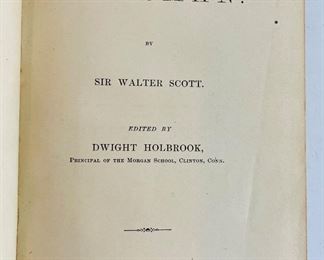 BY
SIR WALTER SCOTT.
EDITED BY
DWIGHT HOLBROOK,
PRINCIPAL OF THE MORGAN SCHOOL, CLINTON, CONN.